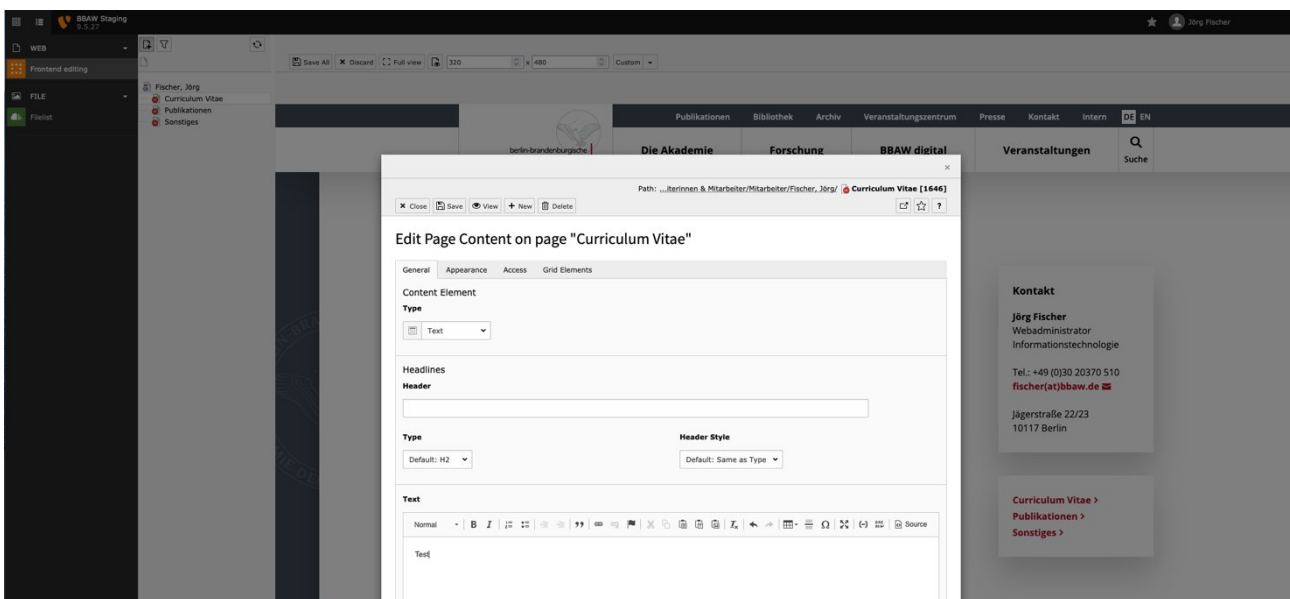 BBAW Staging
9.5.27
Jörg Fischer
WEB
Frontend editing
FILE
Filelist
Fischer, Jörg
Curriculum Vitae
Publikationen
Sonstiges
Save All Discard Full view 320 x 480 Custom
Publikationen Bibliothek Archiv Veranstaltungszentrum Presse Kontakt Intern DE EN
berlin-brandenburgische
Die Akademie Forschung BBAW digital Veranstaltungen Suche
×
Path: ...iterinnen & Mitarbeiter/Mitarbeiter/Fischer, Jörg/ Curriculum Vitae [1646]
Close Save View New Delete ?
Edit Page Content on page "Curriculum Vitae"
General Appearance Access Grid Elements
Content Element
Type
Text
Headlines
Header
Type Header Style
Default: H2 Default: Same as Type
Text
Normal B I Ω Source
Test
Kontakt
Jörg Fischer
Webadministrator
Informationstechnologie
Tel.: +49 (0)30 20370 510
fischer(at)bbaw.de
Jägerstraße 22/23
10117 Berlin
Curriculum Vitae >
Publikationen >
Sonstiges >